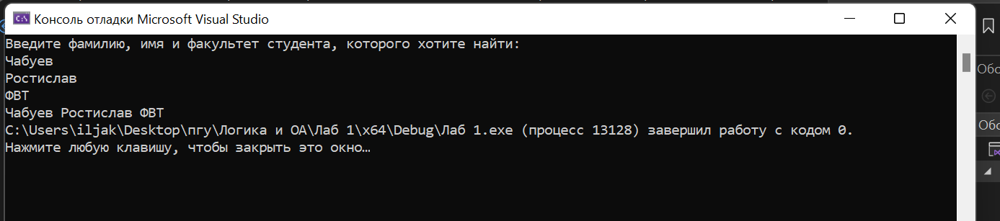 Консоль отладки Microsoft Visual Studio
Введите фамилию, имя и факультет студента, которого хотите найти:
Чабуев
Ростислав
ФВТ
Чабуев Ростислав ФВТ
C:\Users\iljak\Desktop\пгу\Логика и ОА\Лаб 1\x64\Debug\Лаб 1.exe (процесс 13128) завершил работу с кодом 0.
Нажмите любую клавишу, чтобы закрыть это окно…
Обо
Обо